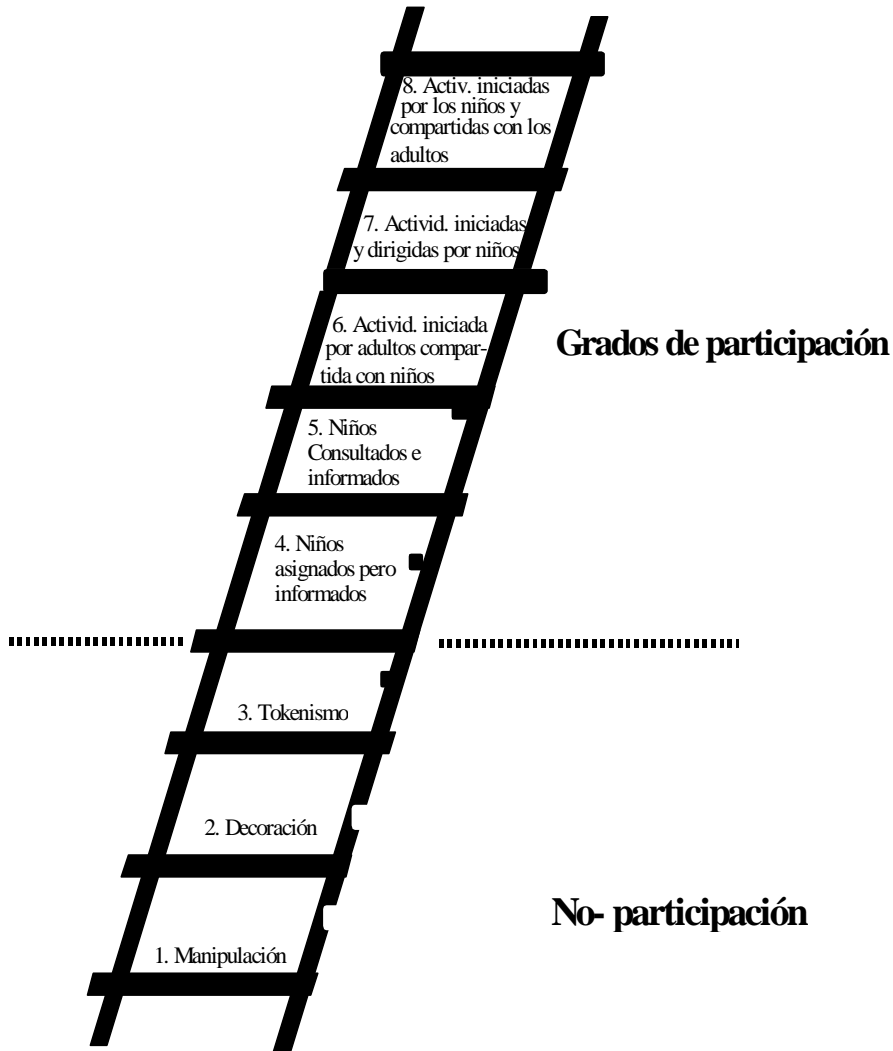 8. Activ. iniciadas
por los niños y
compartidas con los
adultos
7. Activid. iniciadas
y dirigidas por niños
6. Activid. iniciada
por adultos compar-
tida con niños
Grados de participación
5. Niños
Consultados e
informados
4. Niños
asignados pero
informados
3. Tokenismo
2. Decoración
No- participación
1. Manipulación